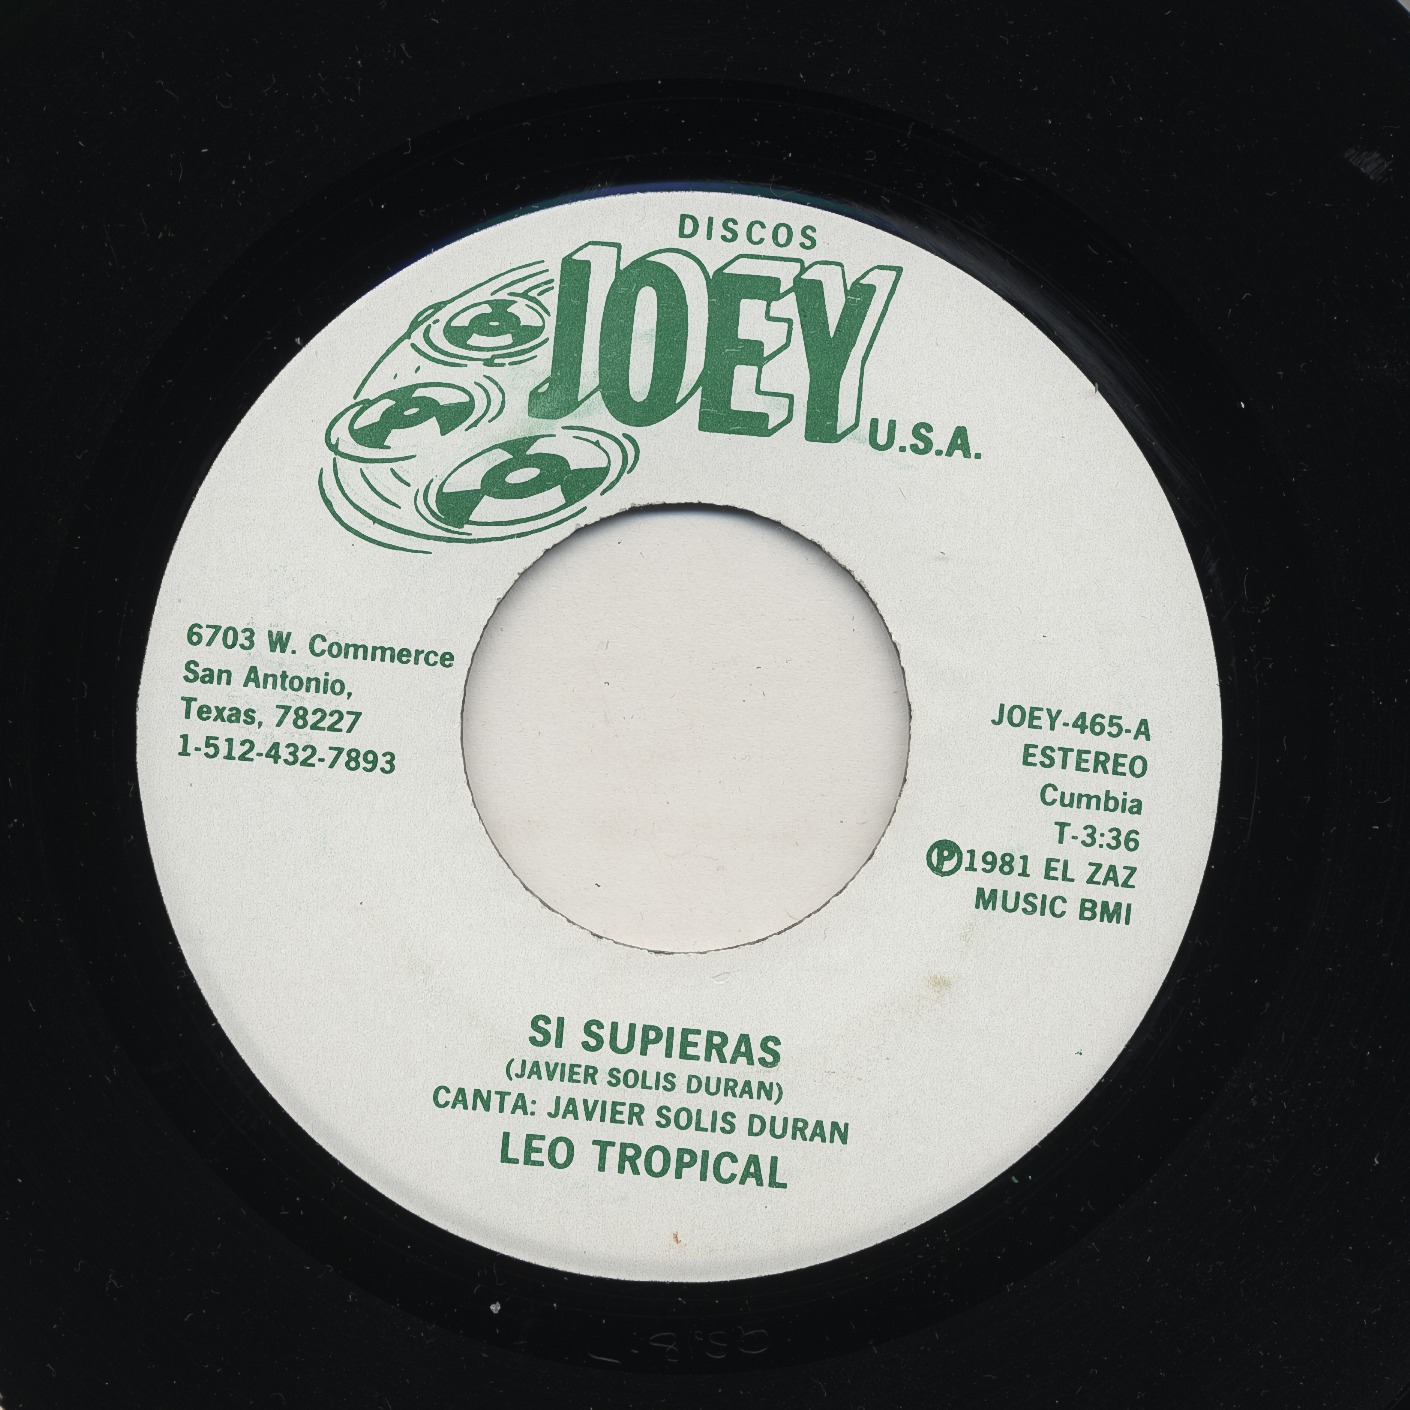 DISCOS
JOEY
U.S.A.
6703 W. Commerce
San Antonio,
Texas, 78227
1-512-432-7893
JOEY-465-A
ESTEREO
Cumbia
T-3:36
Ⓟ1981 EL ZAZ
MUSIC BMI
SI SUPIERAS
(JAVIER SOLIS DURAN)
CANTA: JAVIER SOLIS DURAN
LEO TROPICAL